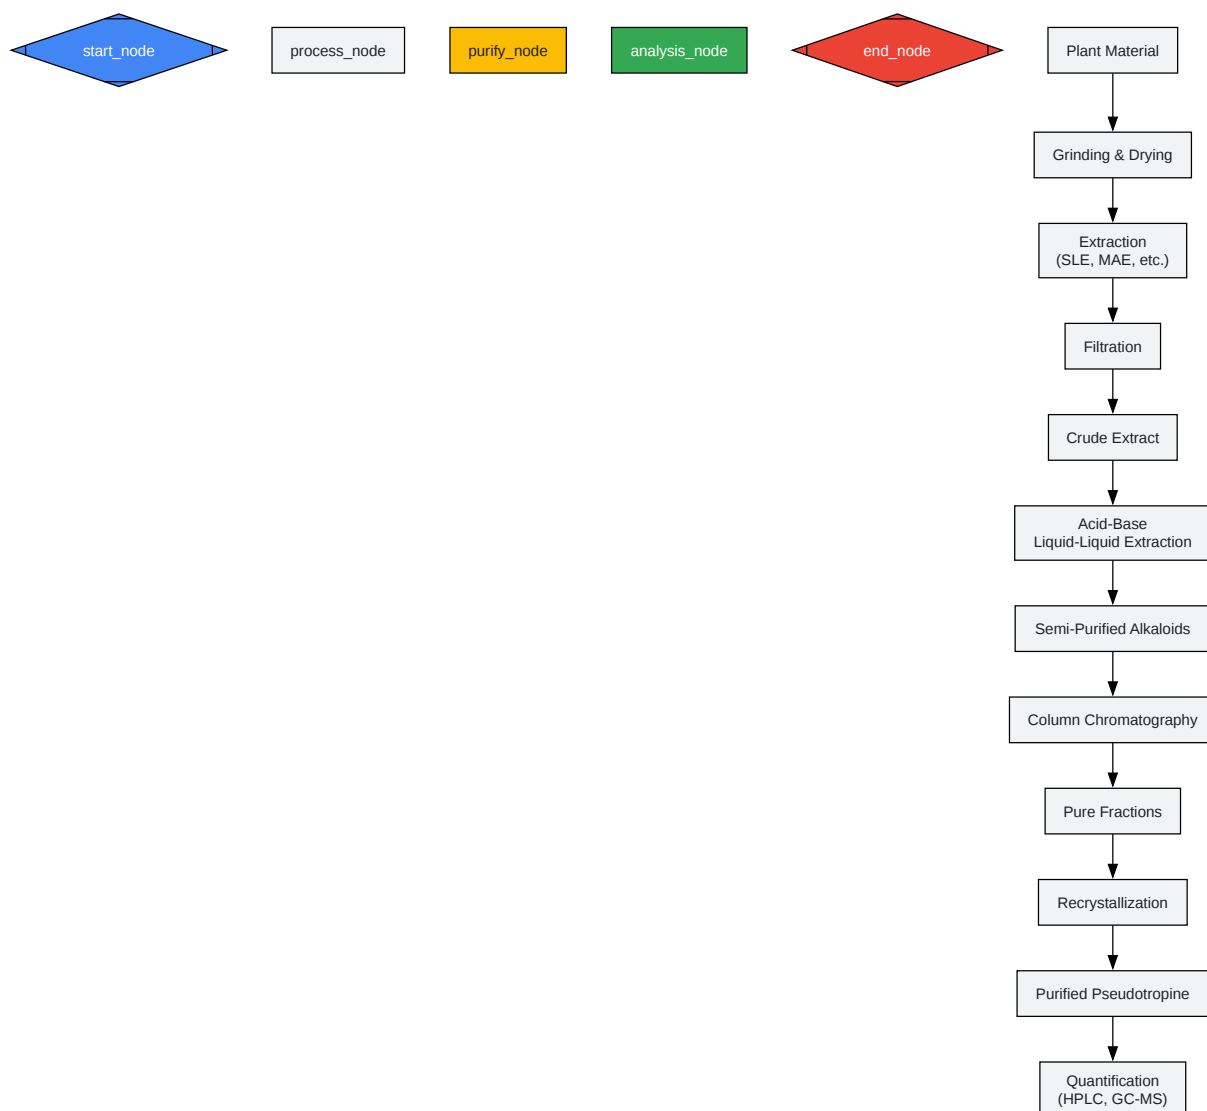 start_node
process_node
purify_node
analysis_node
end_node
Plant Material
Grinding & Drying
Extraction
(SLE, MAE, etc.)
Filtration
Crude Extract
Acid-Base
Liquid-Liquid Extraction
Semi-Purified Alkaloids
Column Chromatography
Pure Fractions
Recrystallization
Purified Pseudotropine
Quantification
(HPLC, GC-MS)